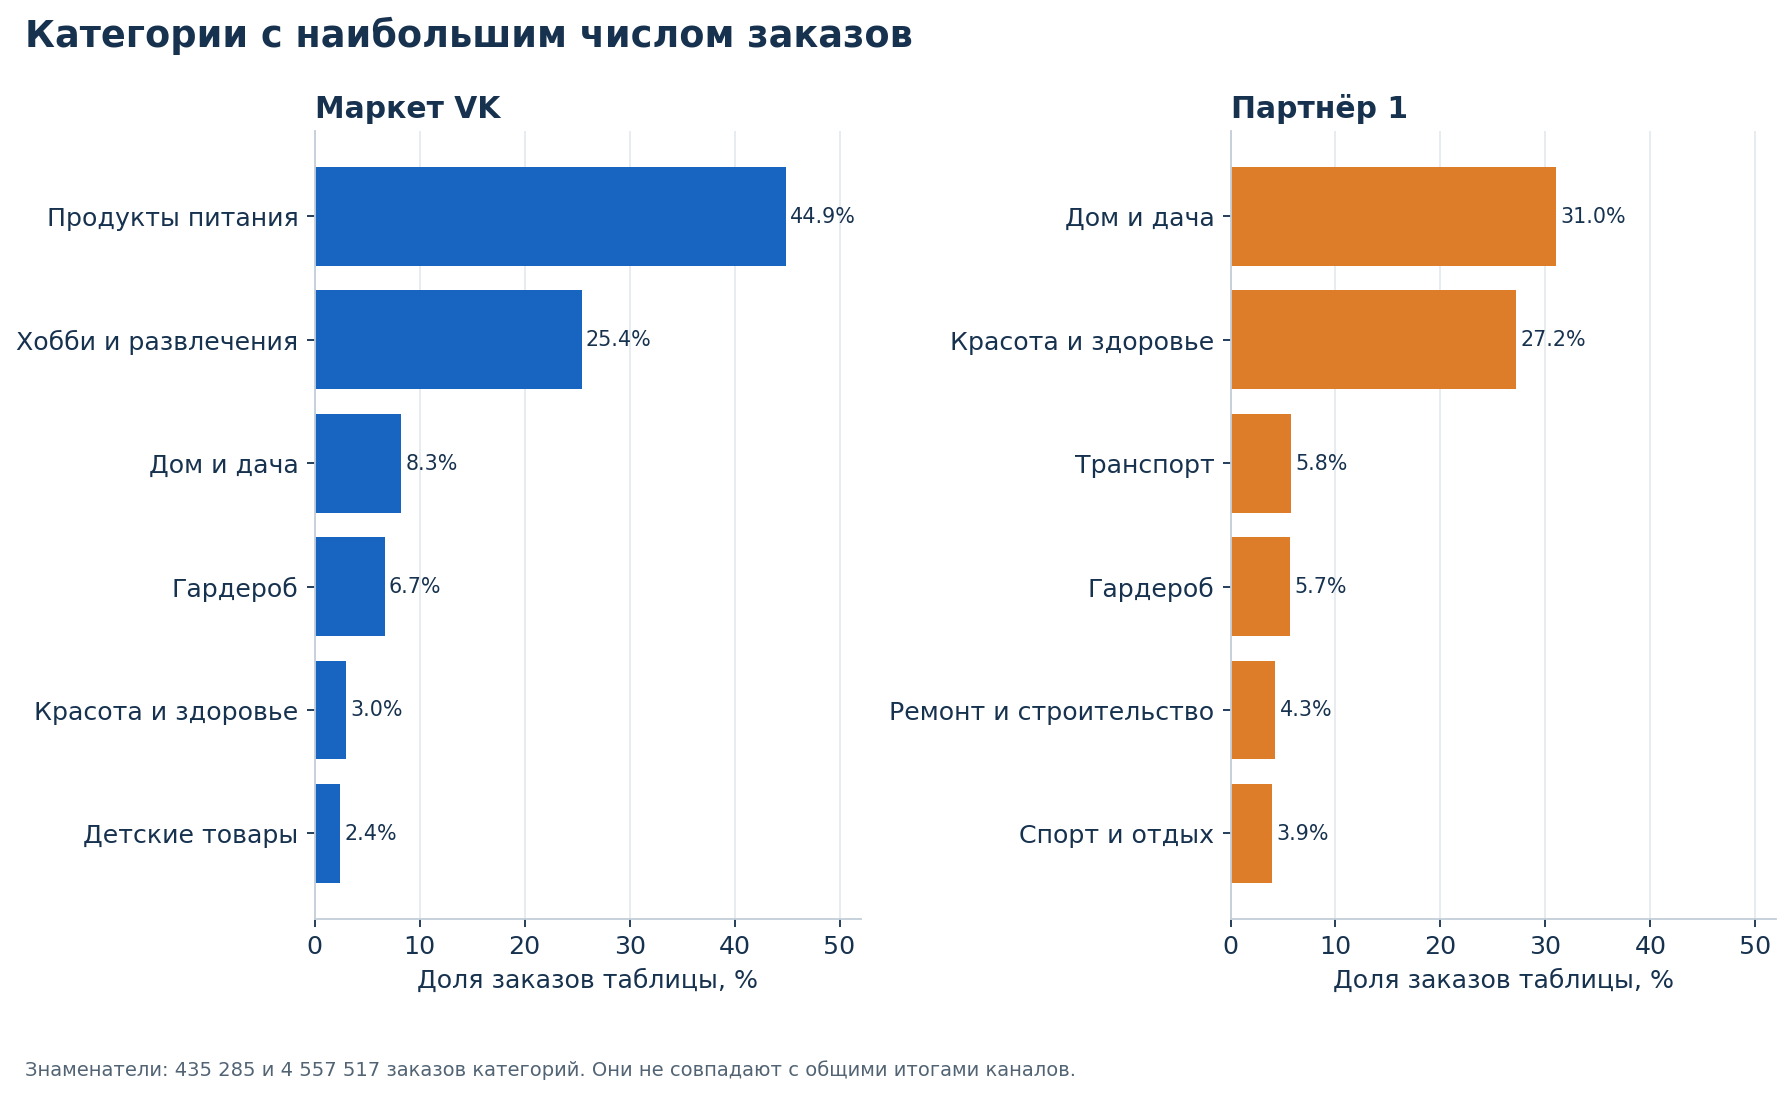 Категории с наибольшим числом заказов
Маркет VK
Продукты питания
44.9%
Хобби и развлечения
25.4%
Дом и дача
8.3%
Гардероб
6.7%
Красота и здоровье
3.0%
Детские товары
2.4%
0 10 20 30 40 50
Доля заказов таблицы, %
Партнёр 1
Дом и дача
31.0%
Красота и здоровье
27.2%
Транспорт
5.8%
Гардероб
5.7%
Ремонт и строительство
4.3%
Спорт и отдых
3.9%
0 10 20 30 40 50
Доля заказов таблицы, %
Знаменатели: 435 285 и 4 557 517 заказов категорий. Они не совпадают с общими итогами каналов.